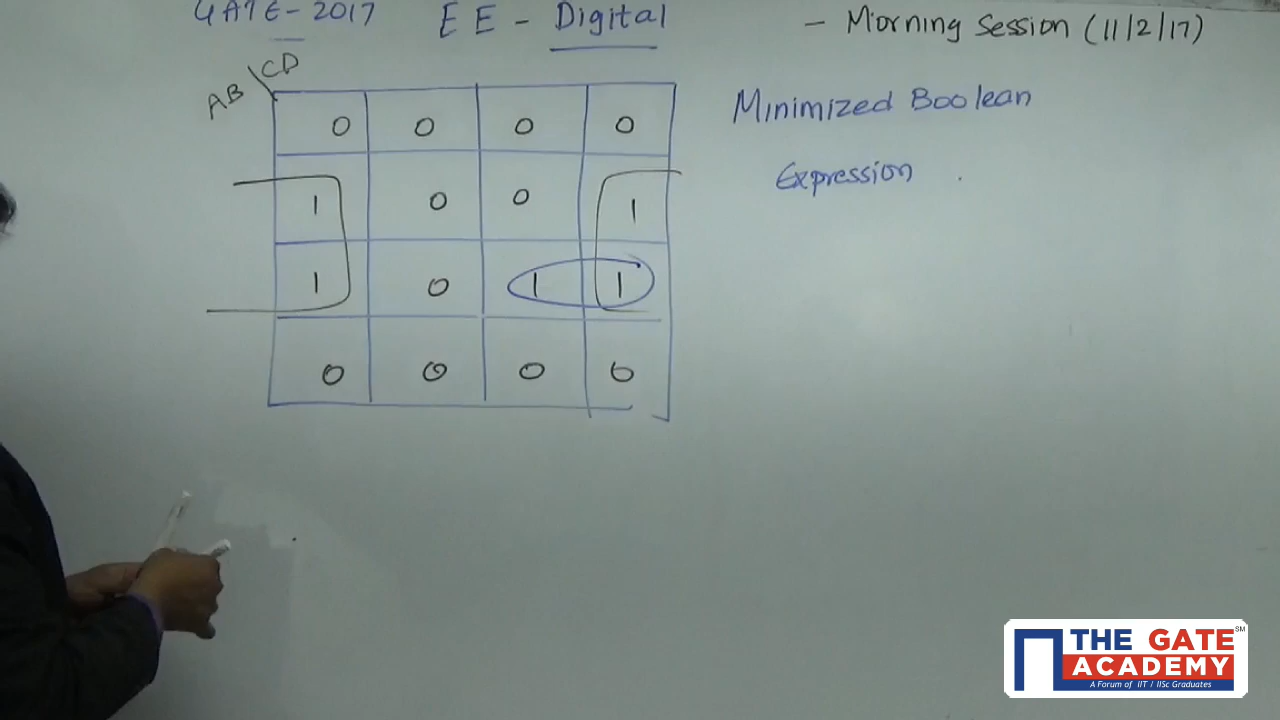 GATE-2017 EE - Digital - Morning Session (11/2/17)
AB \ CD
Minimized Boolean
Expression .
0 0 0 0
1 0 0 1
1 0 1 1
0 0 0 0
THE GATE SM
ACADEMY
A Forum of IIT / IISc Graduates